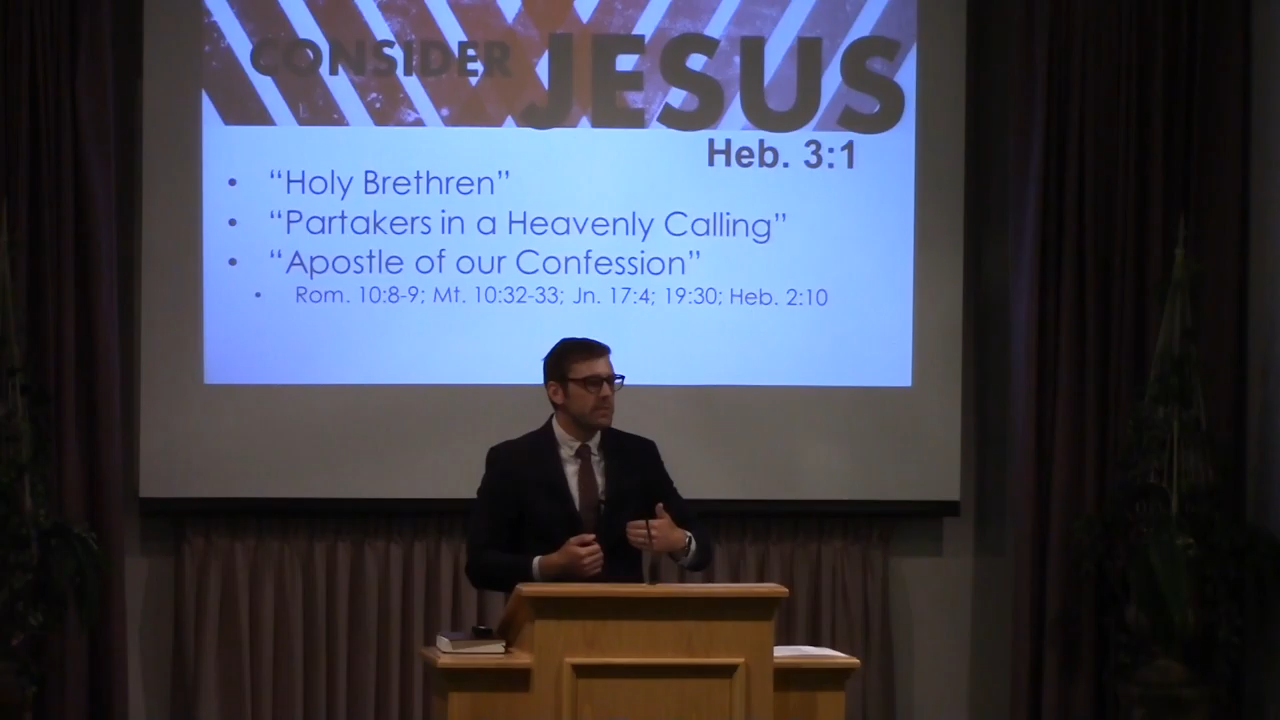 CONSIDER JESUS
Heb. 3:1
• “Holy Brethren”
• “Partakers in a Heavenly Calling”
• “Apostle of our Confession”
• Rom. 10:8-9; Mt. 10:32-33; Jn. 17:4; 19:30; Heb. 2:10